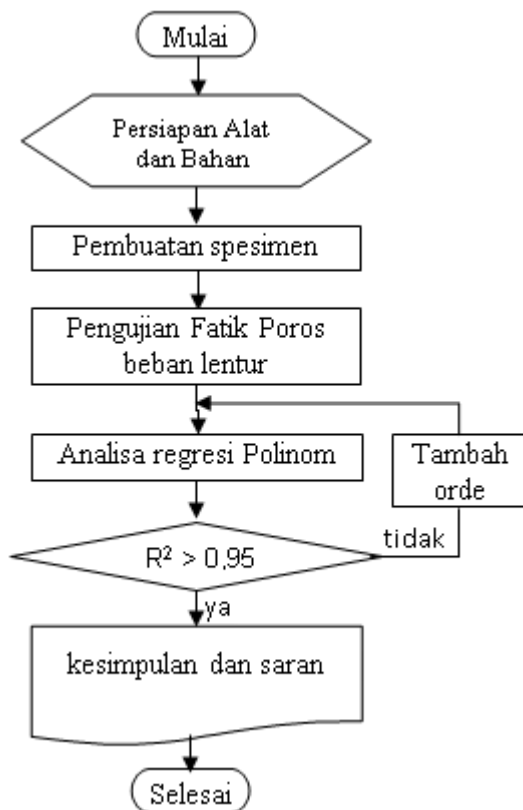 Mulai
Persiapan Alat
dan Bahan
Pembuatan spesimen
Pengujian Fatik Poros
beban lentur
Analisa regresi Polinom
Tambah
orde
R² > 0,95
tidak
ya
kesimpulan dan saran
Selesai